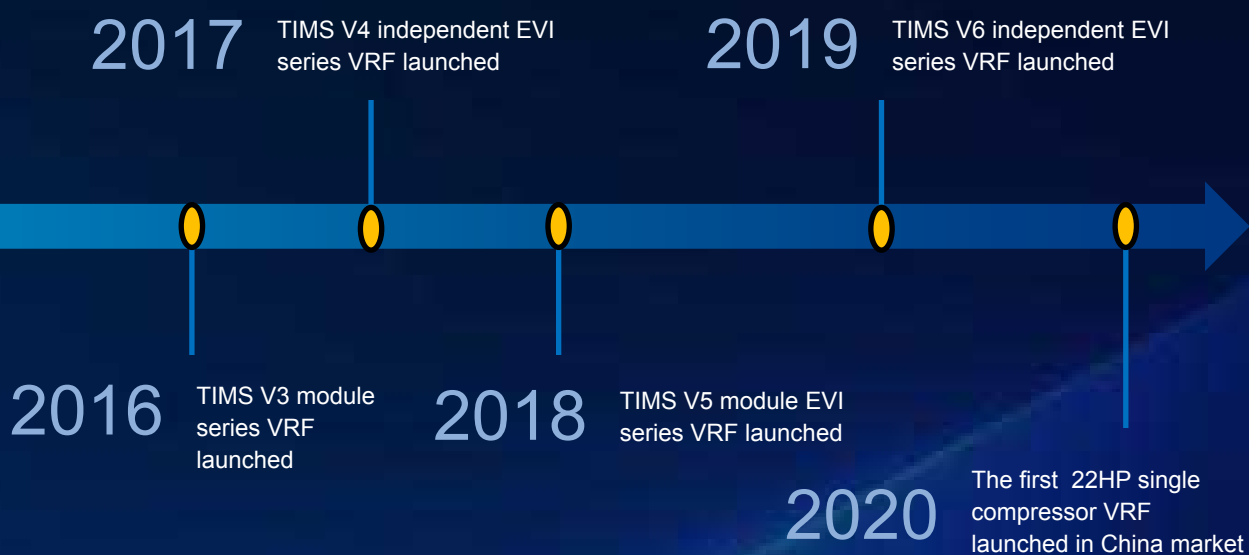 2017
TIMS V4 independent EVI
series VRF launched
2019
TIMS V6 independent EVI
series VRF launched
2016
TIMS V3 module
series VRF
launched
2018
TIMS V5 module EVI
series VRF launched
2020
The first 22HP single
compressor VRF
launched in China market